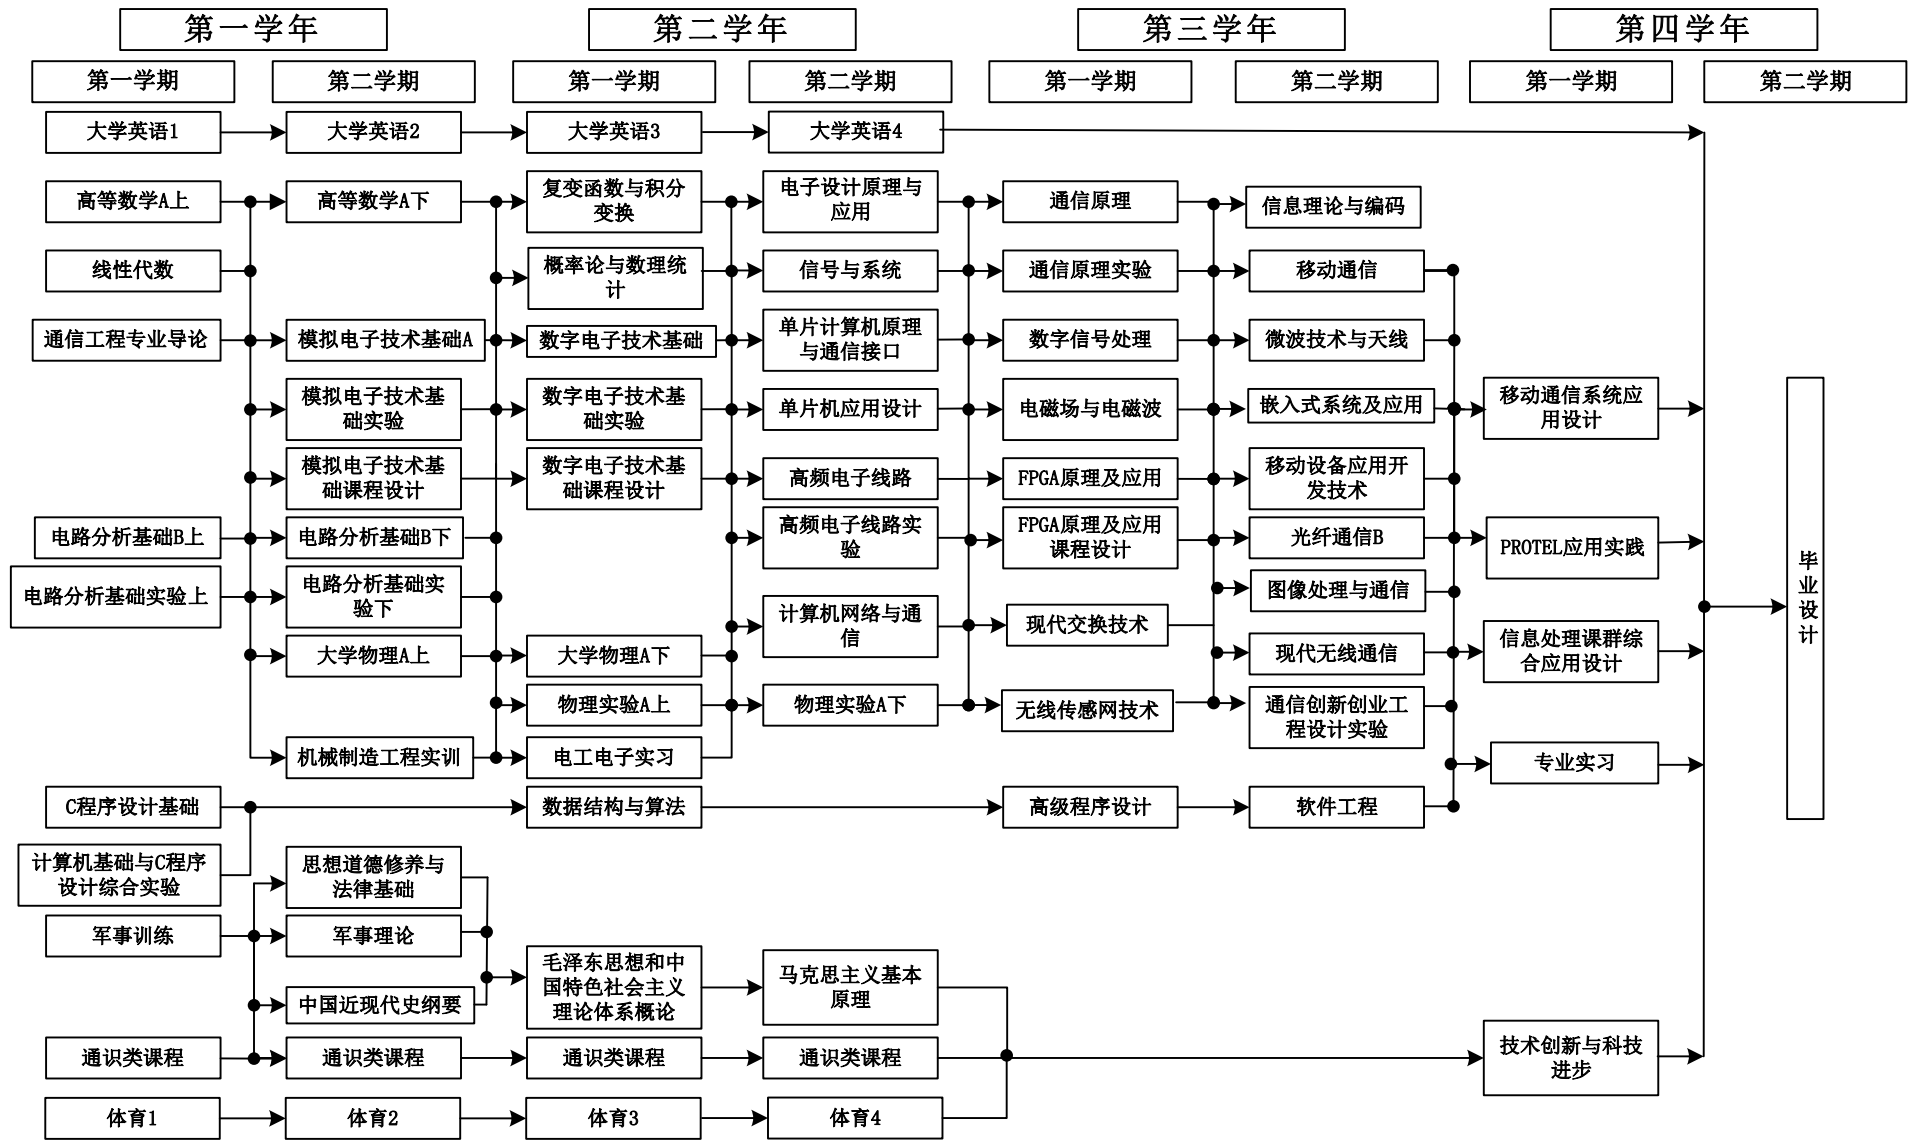 第一学年
第二学年
第三学年
第四学年
第一学期
第二学期
第一学期
第二学期
第一学期
第二学期
第一学期
第二学期
大学英语1
大学英语2
大学英语3
大学英语4
高等数学A上
高等数学A下
复变函数与积分
变换
电子设计原理与
应用
通信原理
信息理论与编码
线性代数
概率论与数理统
计
信号与系统
通信原理实验
移动通信
通信工程专业导论
模拟电子技术基础A
数字电子技术基础
单片计算机原理
与通信接口
数字信号处理
微波技术与天线
模拟电子技术基
础实验
数字电子技术基
础实验
单片机应用设计
电磁场与电磁波
嵌入式系统及应用
移动通信系统应
用设计
模拟电子技术基
础课程设计
数字电子技术基
础课程设计
高频电子线路
FPGA原理及应用
移动设备应用开
发技术
电路分析基础B上
电路分析基础B下
高频电子线路实
验
FPGA原理及应用
课程设计
光纤通信B
PROTEL应用实践
电路分析基础实验上
电路分析基础实
验下
图像处理与通信
毕
业
设
计
大学物理A上
大学物理A下
计算机网络与通
信
现代交换技术
现代无线通信
信息处理课群综
合应用设计
物理实验A上
物理实验A下
无线传感网技术
通信创新创业工
程设计实验
机械制造工程实训
电工电子实习
专业实习
C程序设计基础
数据结构与算法
高级程序设计
软件工程
计算机基础与C程序
设计综合实验
思想道德修养与
法律基础
军事训练
军事理论
毛泽东思想和中
国特色社会主义
理论体系概论
马克思主义基本
原理
中国近现代史纲要
通识类课程
通识类课程
通识类课程
通识类课程
技术创新与科技
进步
体育1
体育2
体育3
体育4